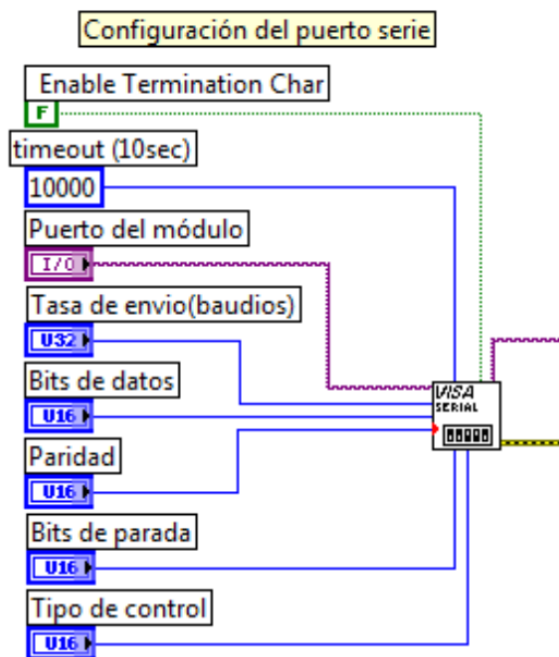 Configuración del puerto serie
Enable Termination Char
F
timeout (10sec)
10000
Puerto del módulo
I/O
Tasa de envio(baudios)
U32
Bits de datos
U16
VISA
SERIAL
Paridad
U16
Bits de parada
U16
Tipo de control
U16